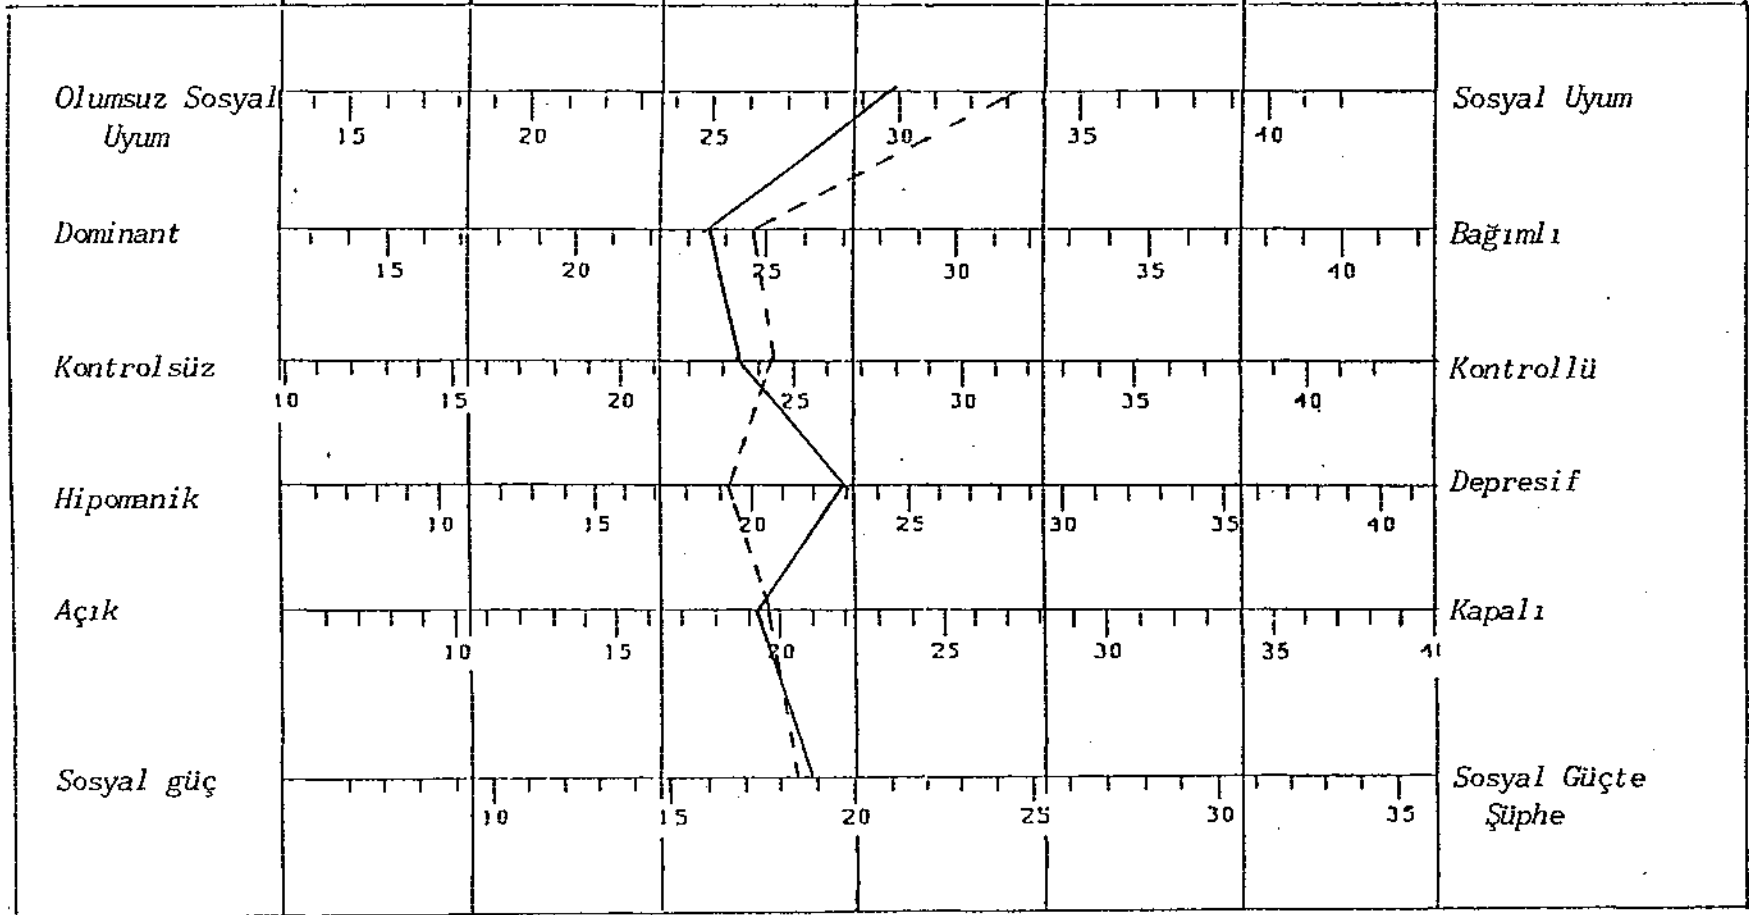 Olumsuz Sosyal Uyum
15 20 25 30 35 40
Sosyal Uyum
Dominant
15 20 25 30 35 40
Bağımlı
Kontrolsüz
10 15 20 25 30 35 40
Kontrollü
Hipomanik
10 15 20 25 30 35 40
Depresif
Açık
10 15 20 25 30 35
Kapalı
Sosyal güç
10 15 20 25 30 35
Sosyal Güçte
Şüphe